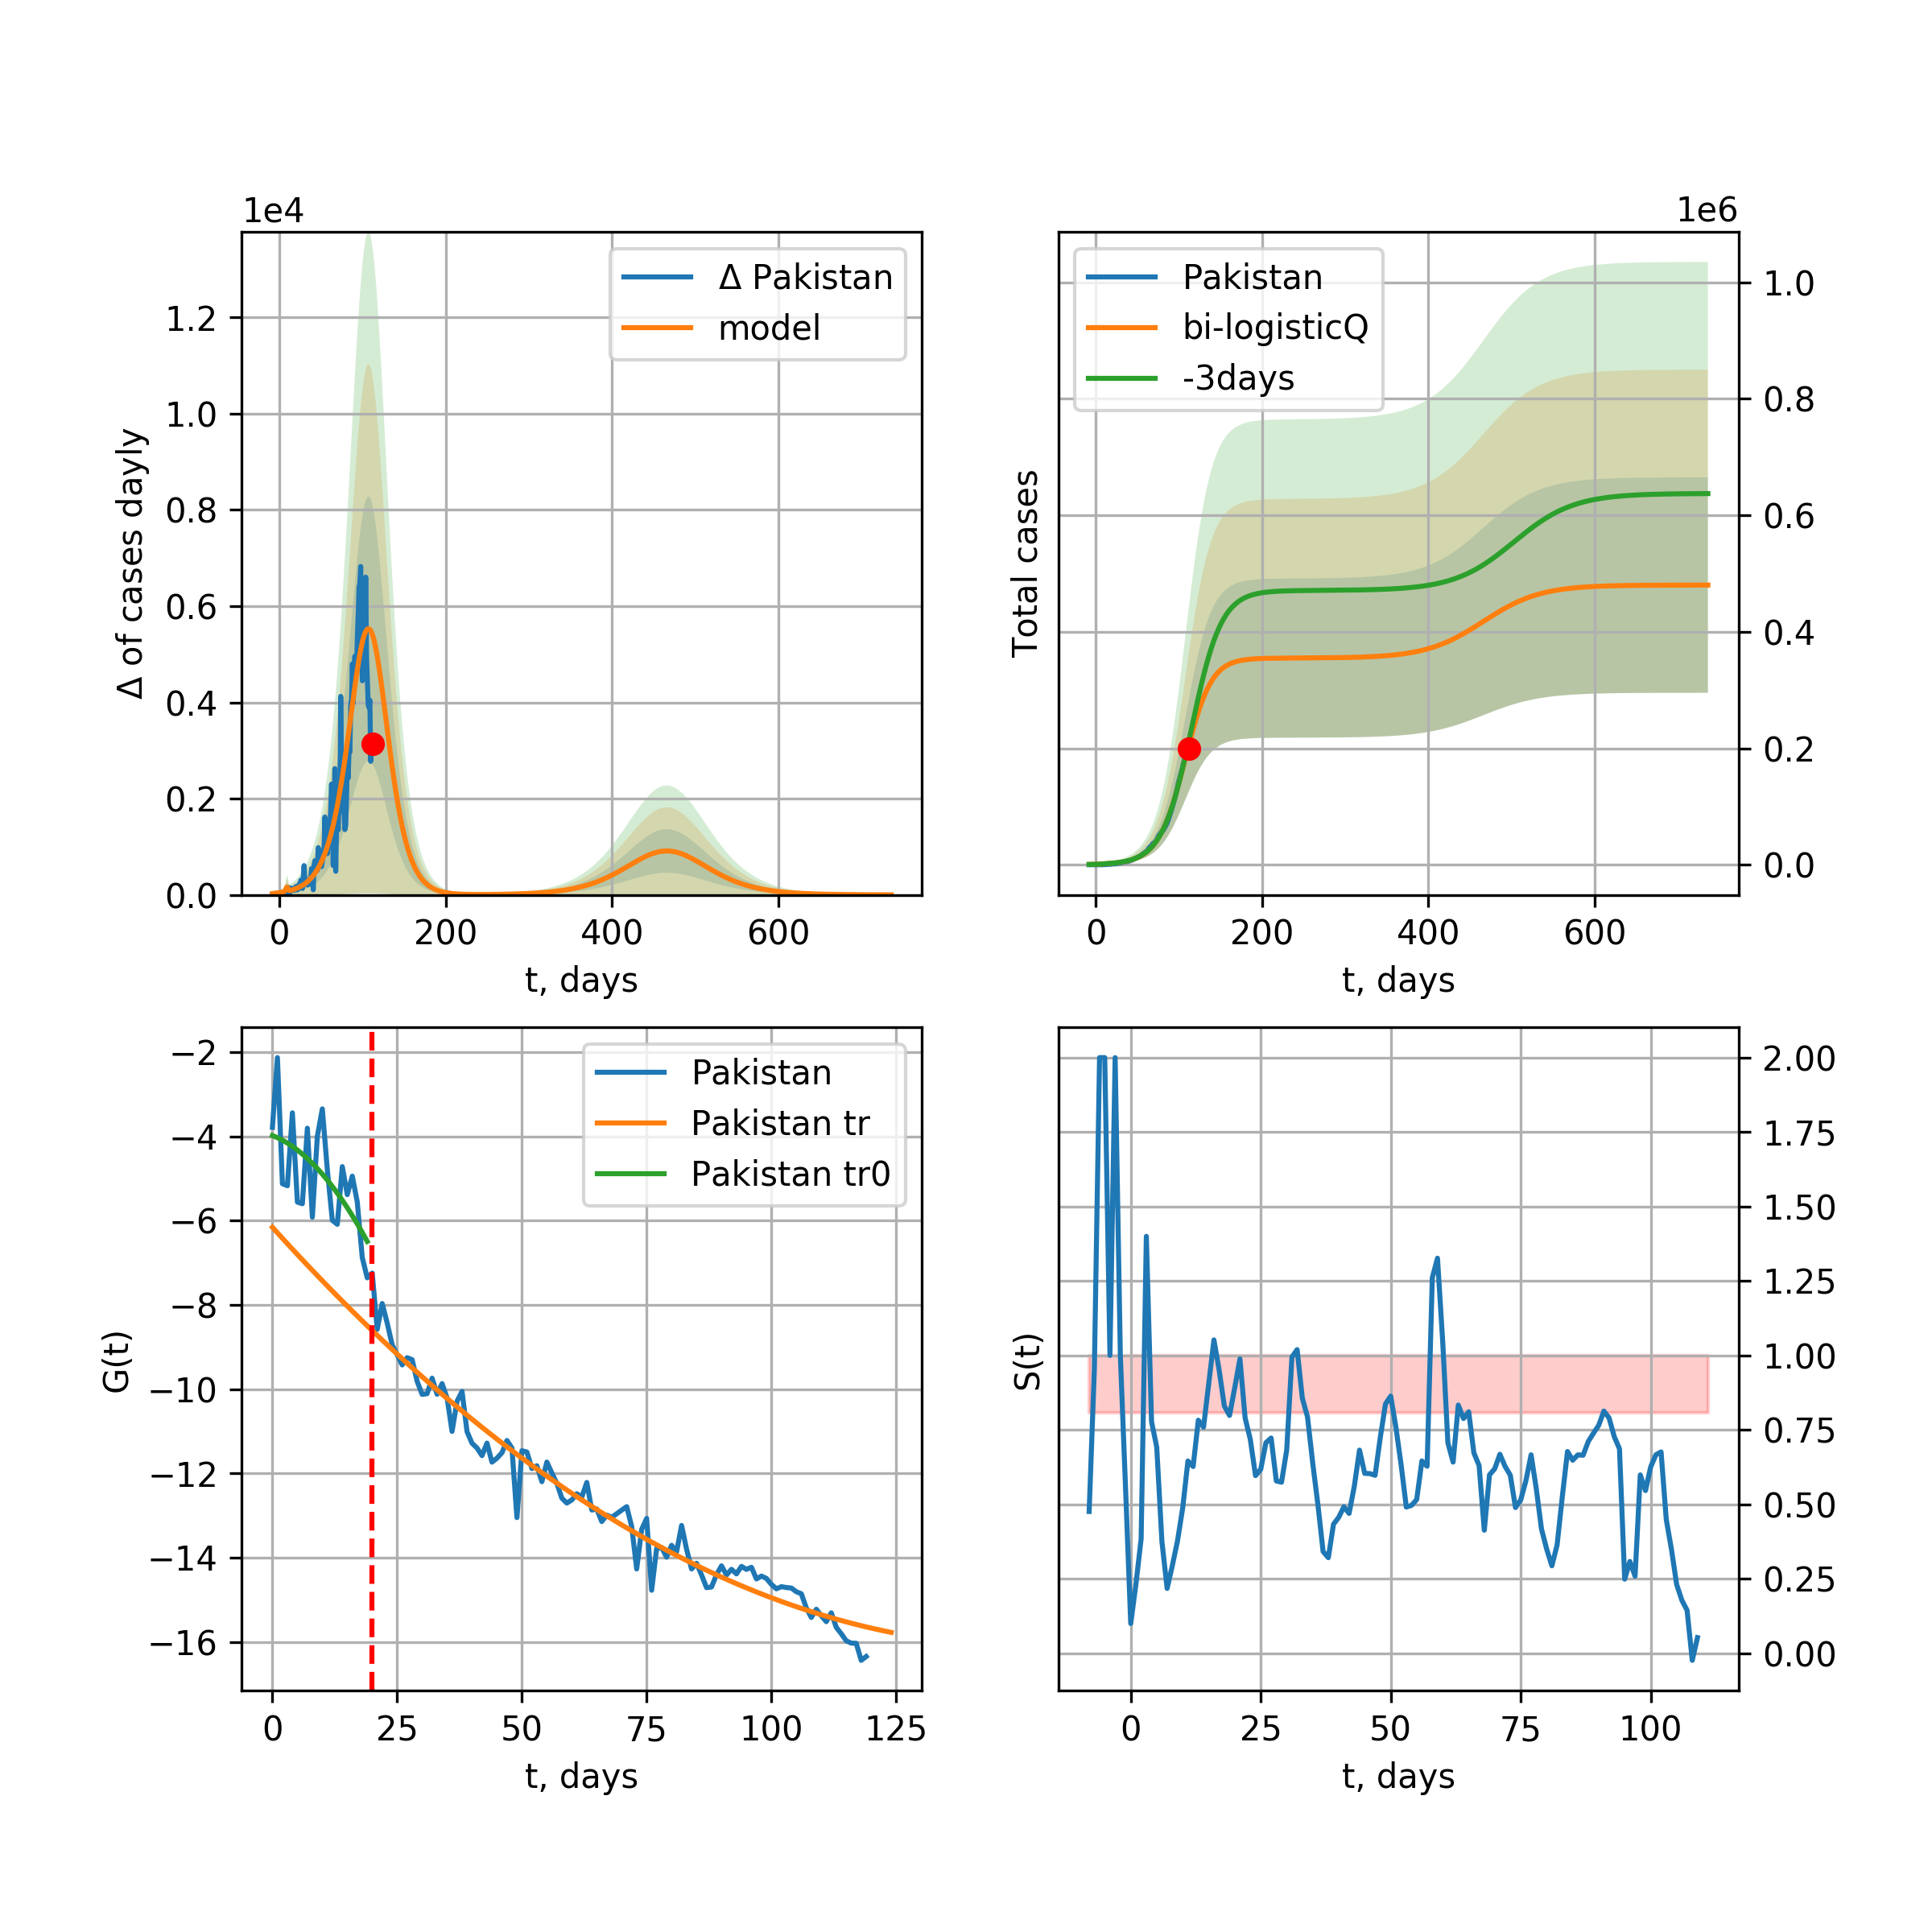 1e4
Δ of cases dayly
1.2
1.0
0.8
0.6
0.4
0.2
0.0
Δ Pakistan
model
0 200 400 600
t, days
1e6
Total cases
Pakistan
bi-logisticQ
-3days
1.0
0.8
0.6
0.4
0.2
0.0
0 200 400 600
t, days
G(t)
−2
−4
−6
−8
−10
−12
−14
−16
Pakistan
Pakistan tr
Pakistan tr0
0 25 50 75 100 125
t, days
S(t)
2.00
1.75
1.50
1.25
1.00
0.75
0.50
0.25
0.00
0 25 50 75 100
t, days